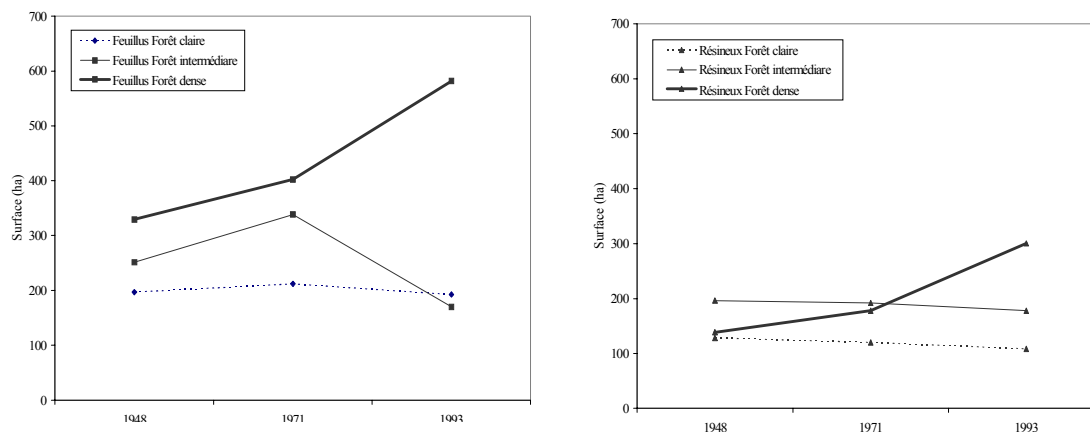 700
600
500
400
300
200
100
0
Surface (ha)
Feuillus Forêt claire
Feuillus Forêt intermédiare
Feuillus Forêt dense
1948 1971 1993
700
600
500
400
300
200
100
0
Surface (ha)
Résineux Forêt claire
Résineux Forêt intermédiare
Résineux Forêt dense
1948 1971 1993